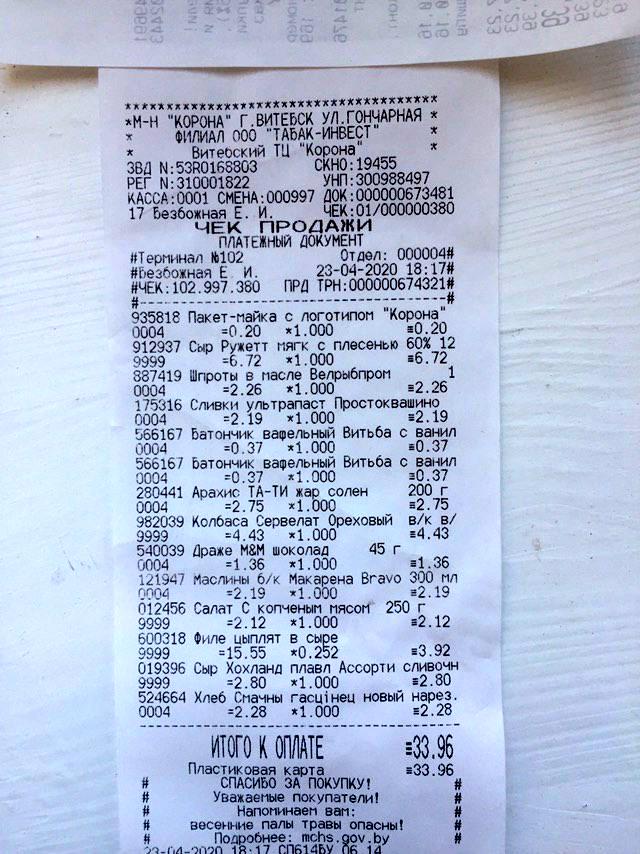 ************************************
*М-Н "КОРОНА" Г.ВИТЕБСК УЛ.ГОНЧАРНАЯ *
* ФИЛИАЛ ООО "ТАБАК-ИНВЕСТ" *
* Витебский ТЦ "Корона" *
ЗВД N:53R0168803 СКНО:19455
РЕГ N:310001822 УНП:300988497
КАССА:0001 СМЕНА:000997 ДОК:000000673481
17 Безбожная Е. И. ЧЕК:01/000000380
ЧЕК ПРОДАЖИ
ПЛАТЕЖНЫЙ ДОКУМЕНТ
#Терминал №102 Отдел: 000004#
#Безбожная Е. И. 23-04-2020 18:17#
#ЧЕК:102.997.380 ПРД ТРН:000000674321#
#--------------------------------------#
935818 Пакет-майка с логотипом "Корона"
0004 =0.20 *1.000 ≡0.20
912937 Сыр Ружетт мягк с плесенью 60% 12
9999 =6.72 *1.000 ≡6.72
887419 Шпроты в масле Велрыбпром 1
0004 =2.26 *1.000 ≡2.26
175316 Сливки ультрапаст Простоквашино
0004 =2.19 *1.000 ≡2.19
566167 Батончик вафельный Витьба с ванил
0004 =0.37 *1.000 ≡0.37
566167 Батончик вафельный Витьба с ванил
0004 =0.37 *1.000 ≡0.37
280441 Арахис ТА-ТИ жар солен 200 г
0004 =2.75 *1.000 ≡2.75
982039 Колбаса Сервелат Ореховый в/к в/
9999 =4.43 *1.000 ≡4.43
540039 Драже M&M шоколад 45 г
0004 =1.36 *1.000 ≡1.36
121947 Маслины б/к Макарена Bravo 300 мл
0004 =2.19 *1.000 ≡2.19
012456 Салат С копченым мясом 250 г
9999 =2.12 *1.000 ≡2.12
600318 Филе цыплят в сыре
9999 =15.55 *0.252 ≡3.92
019396 Сыр Хохланд плавл Ассорти сливочн
9999 =2.80 *1.000 ≡2.80
524664 Хлеб Смачны гасцiнец новый нарез.
0004 =2.28 *1.000 ≡2.28
----------------------------------------
ИТОГО К ОПЛАТЕ ≡33.96
Пластиковая карта ≡33.96
# СПАСИБО ЗА ПОКУПКУ! #
# Уважаемые покупатели! #
# Напоминаем вам: #
# весенние палы травы опасны! #
# Подробнее: mchs.gov.by #
23-04-2020 18:17